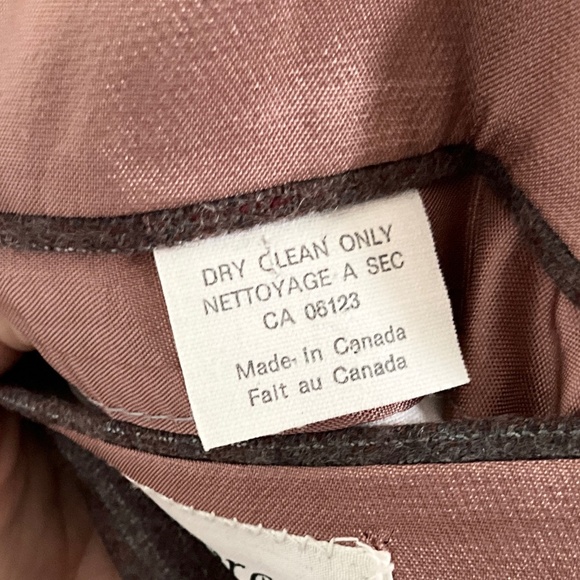 DRY CLEAN ONLY
NETTOYAGE A SEC
CA 06123
Made in Canada
Fait au Canada